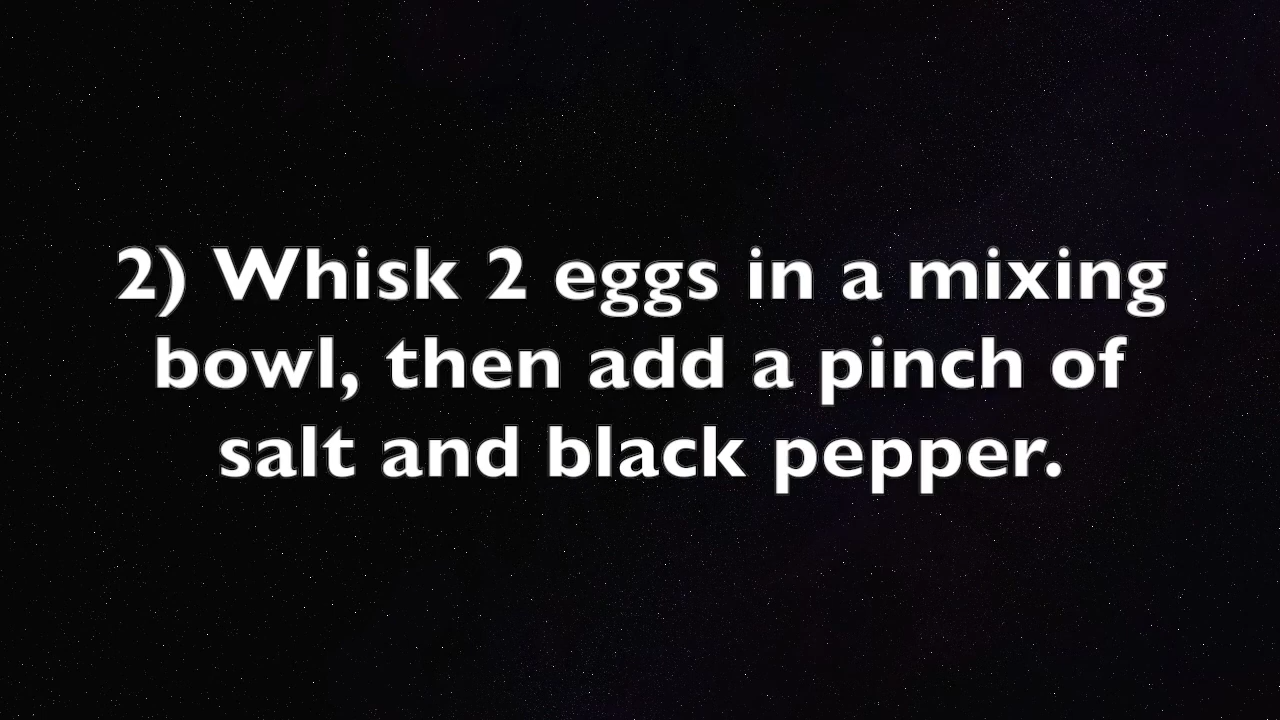 2) Whisk 2 eggs in a mixing
bowl, then add a pinch of
salt and black pepper.